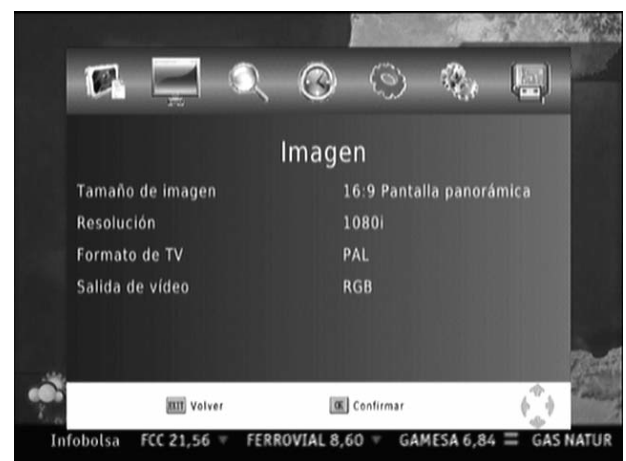 Imagen
Tamaño de imagen 16:9 Pantalla panorámica
Resolución 1080i
Formato de TV PAL
Salida de vídeo RGB
EXIT Volver OK Confirmar
Infobolsa FCC 21,56 FERROVIAL 8,60 GAMESA 6,84 GAS NATUR